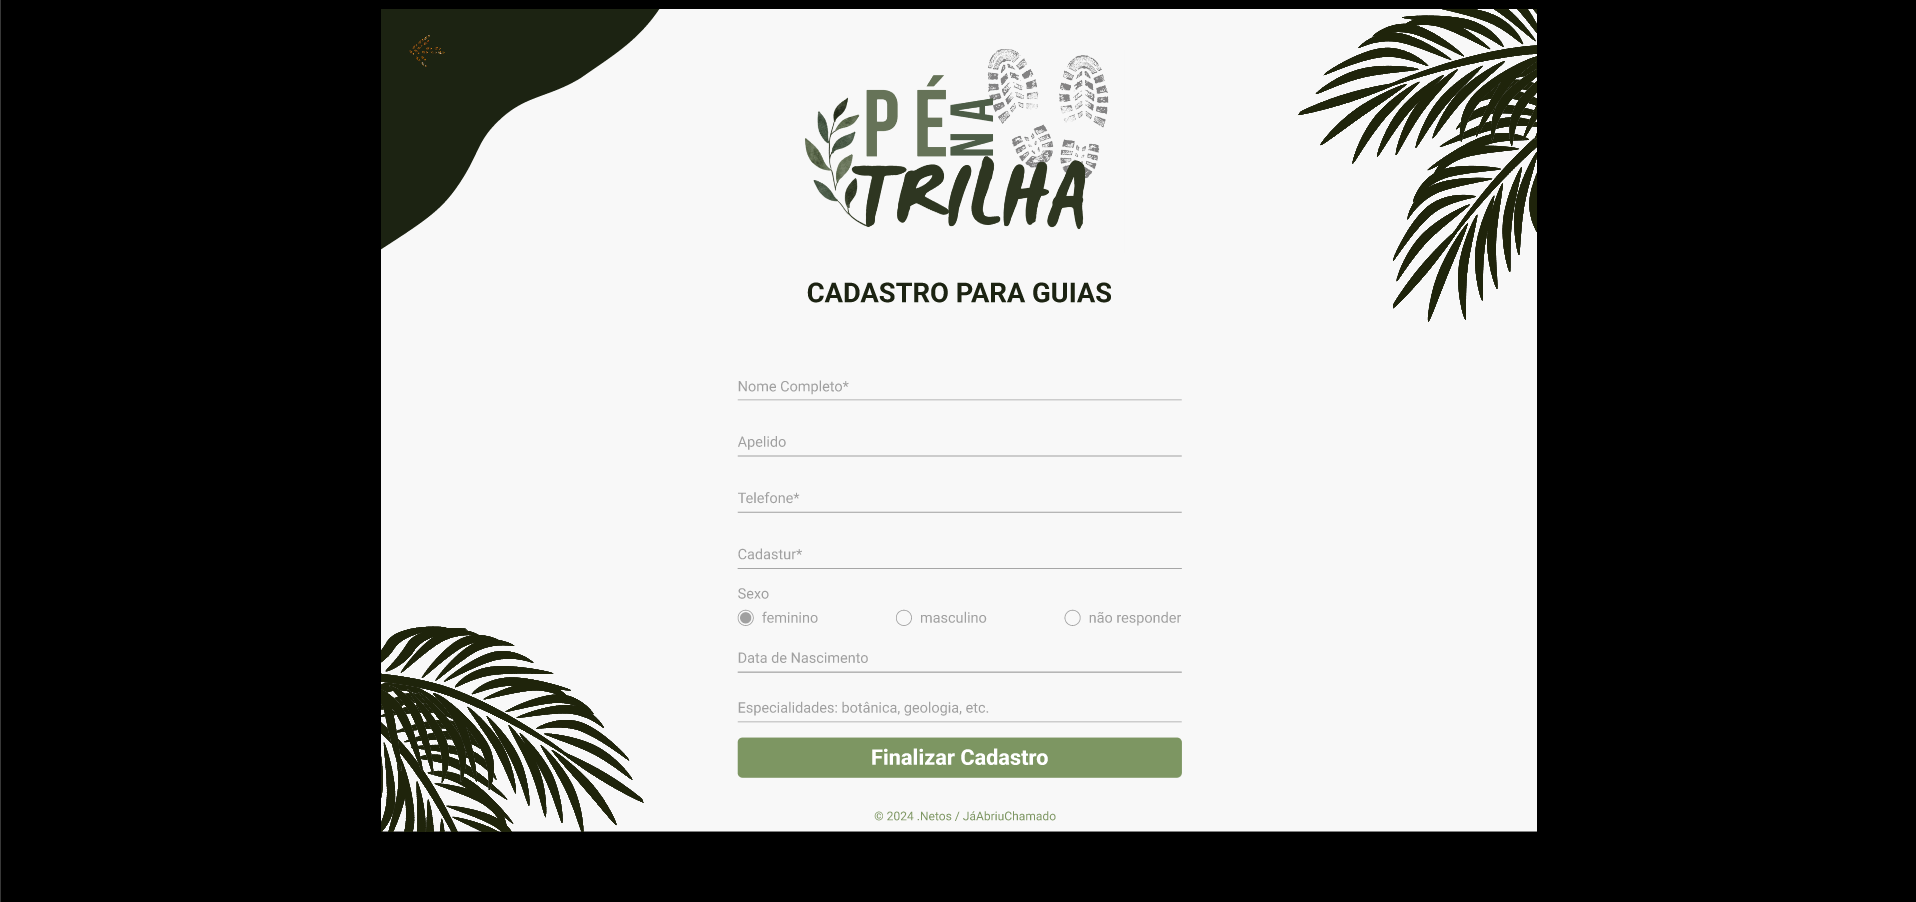 PÉ NA
TRILHA
CADASTRO PARA GUIAS
Nome Completo*
Apelido
Telefone*
Cadastur*
Sexo
feminino masculino não responder
Data de Nascimento
Especialidades: botânica, geologia, etc.
Finalizar Cadastro
© 2024 .Netos / JáAbriuChamado